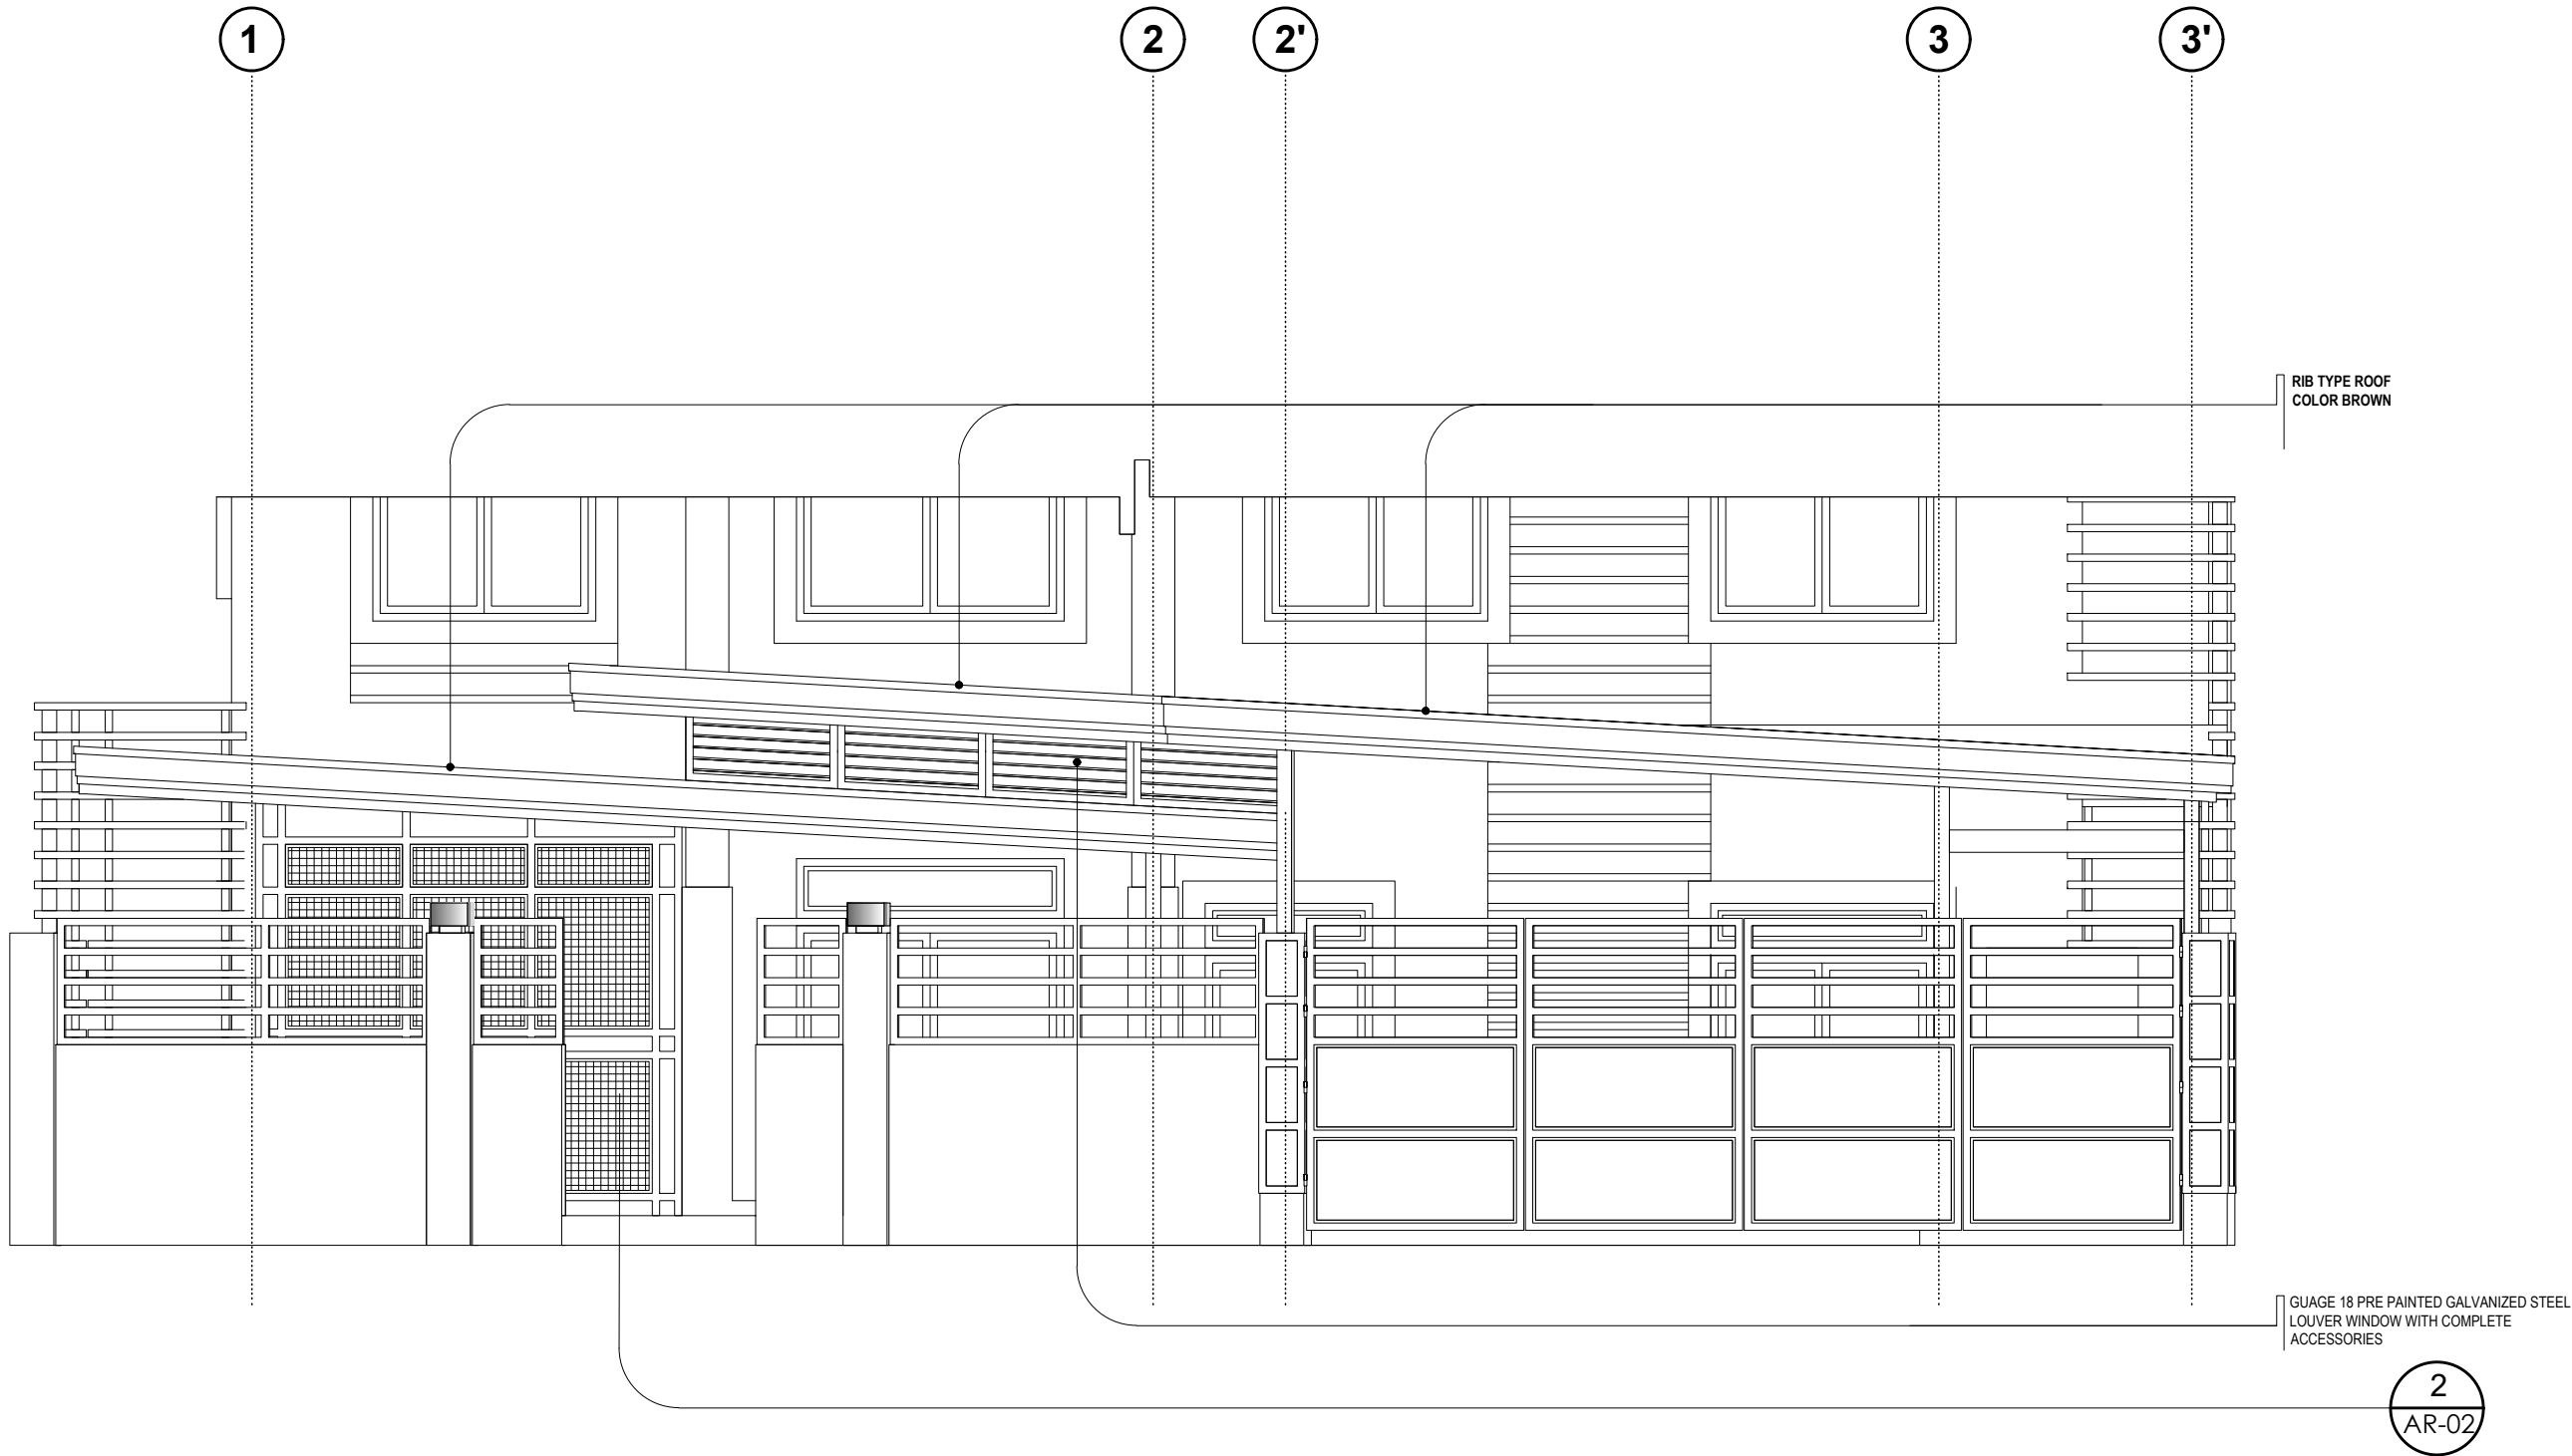 1
2
2'
3
3'
RIB TYPE ROOF
COLOR BROWN
GUAGE 18 PRE PAINTED GALVANIZED STEEL
LOUVER WINDOW WITH COMPLETE
ACCESSORIES
2
AR-02